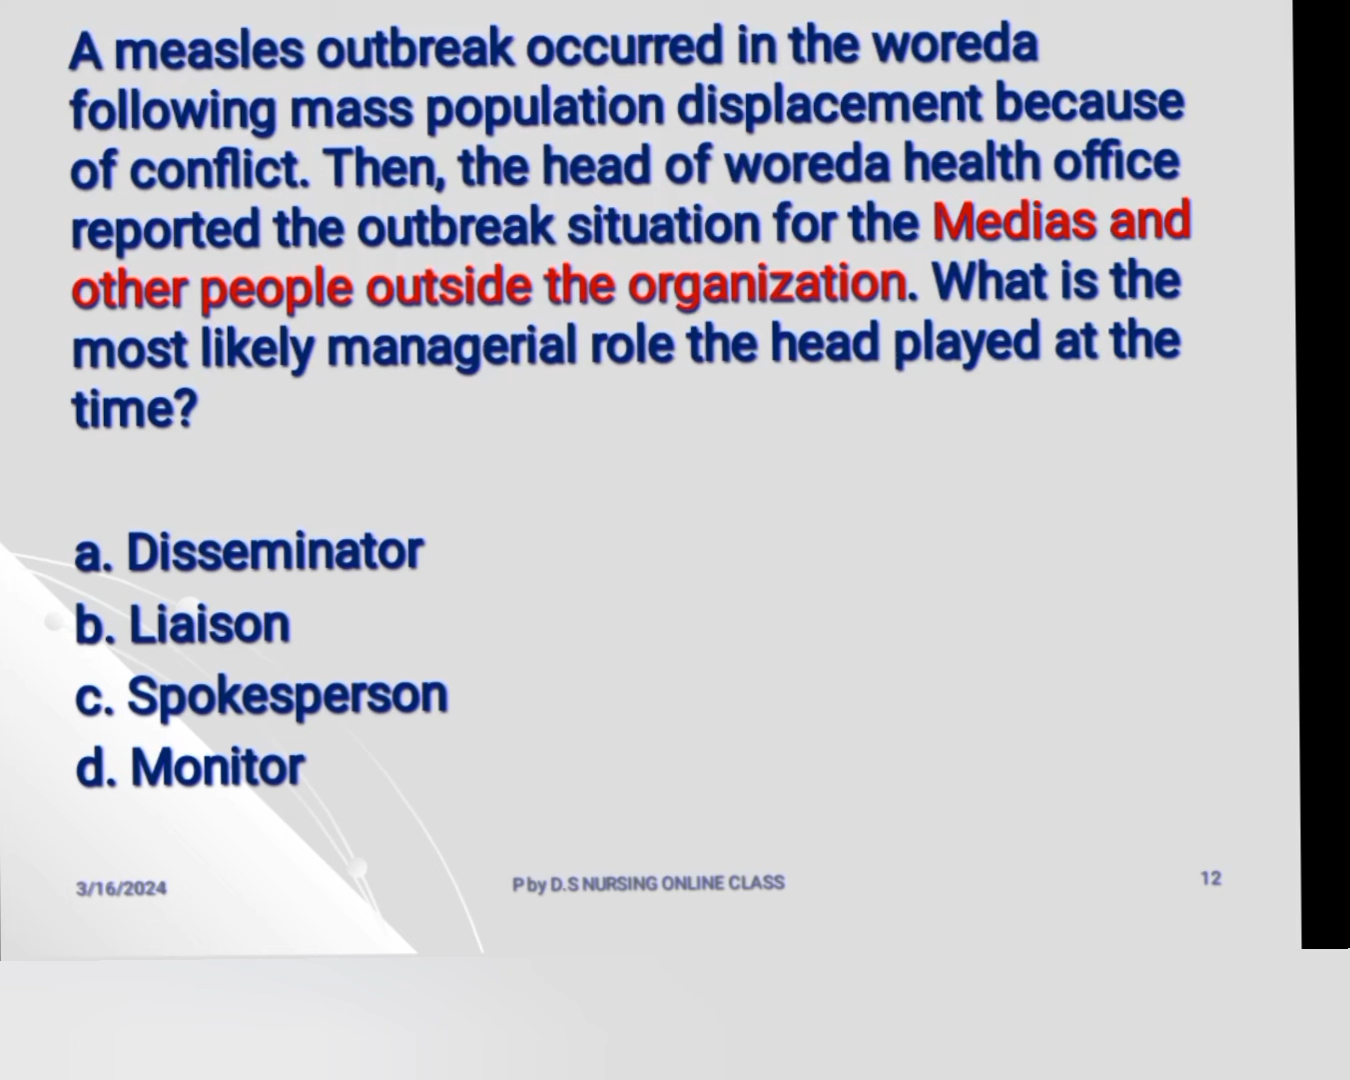 A measles outbreak occurred in the woreda
following mass population displacement because
of conflict. Then, the head of woreda health office
reported the outbreak situation for the Medias and
other people outside the organization. What is the
most likely managerial role the head played at the
time?
a. Disseminator
b. Liaison
c. Spokesperson
d. Monitor
3/16/2024
P by D.S NURSING ONLINE CLASS
12